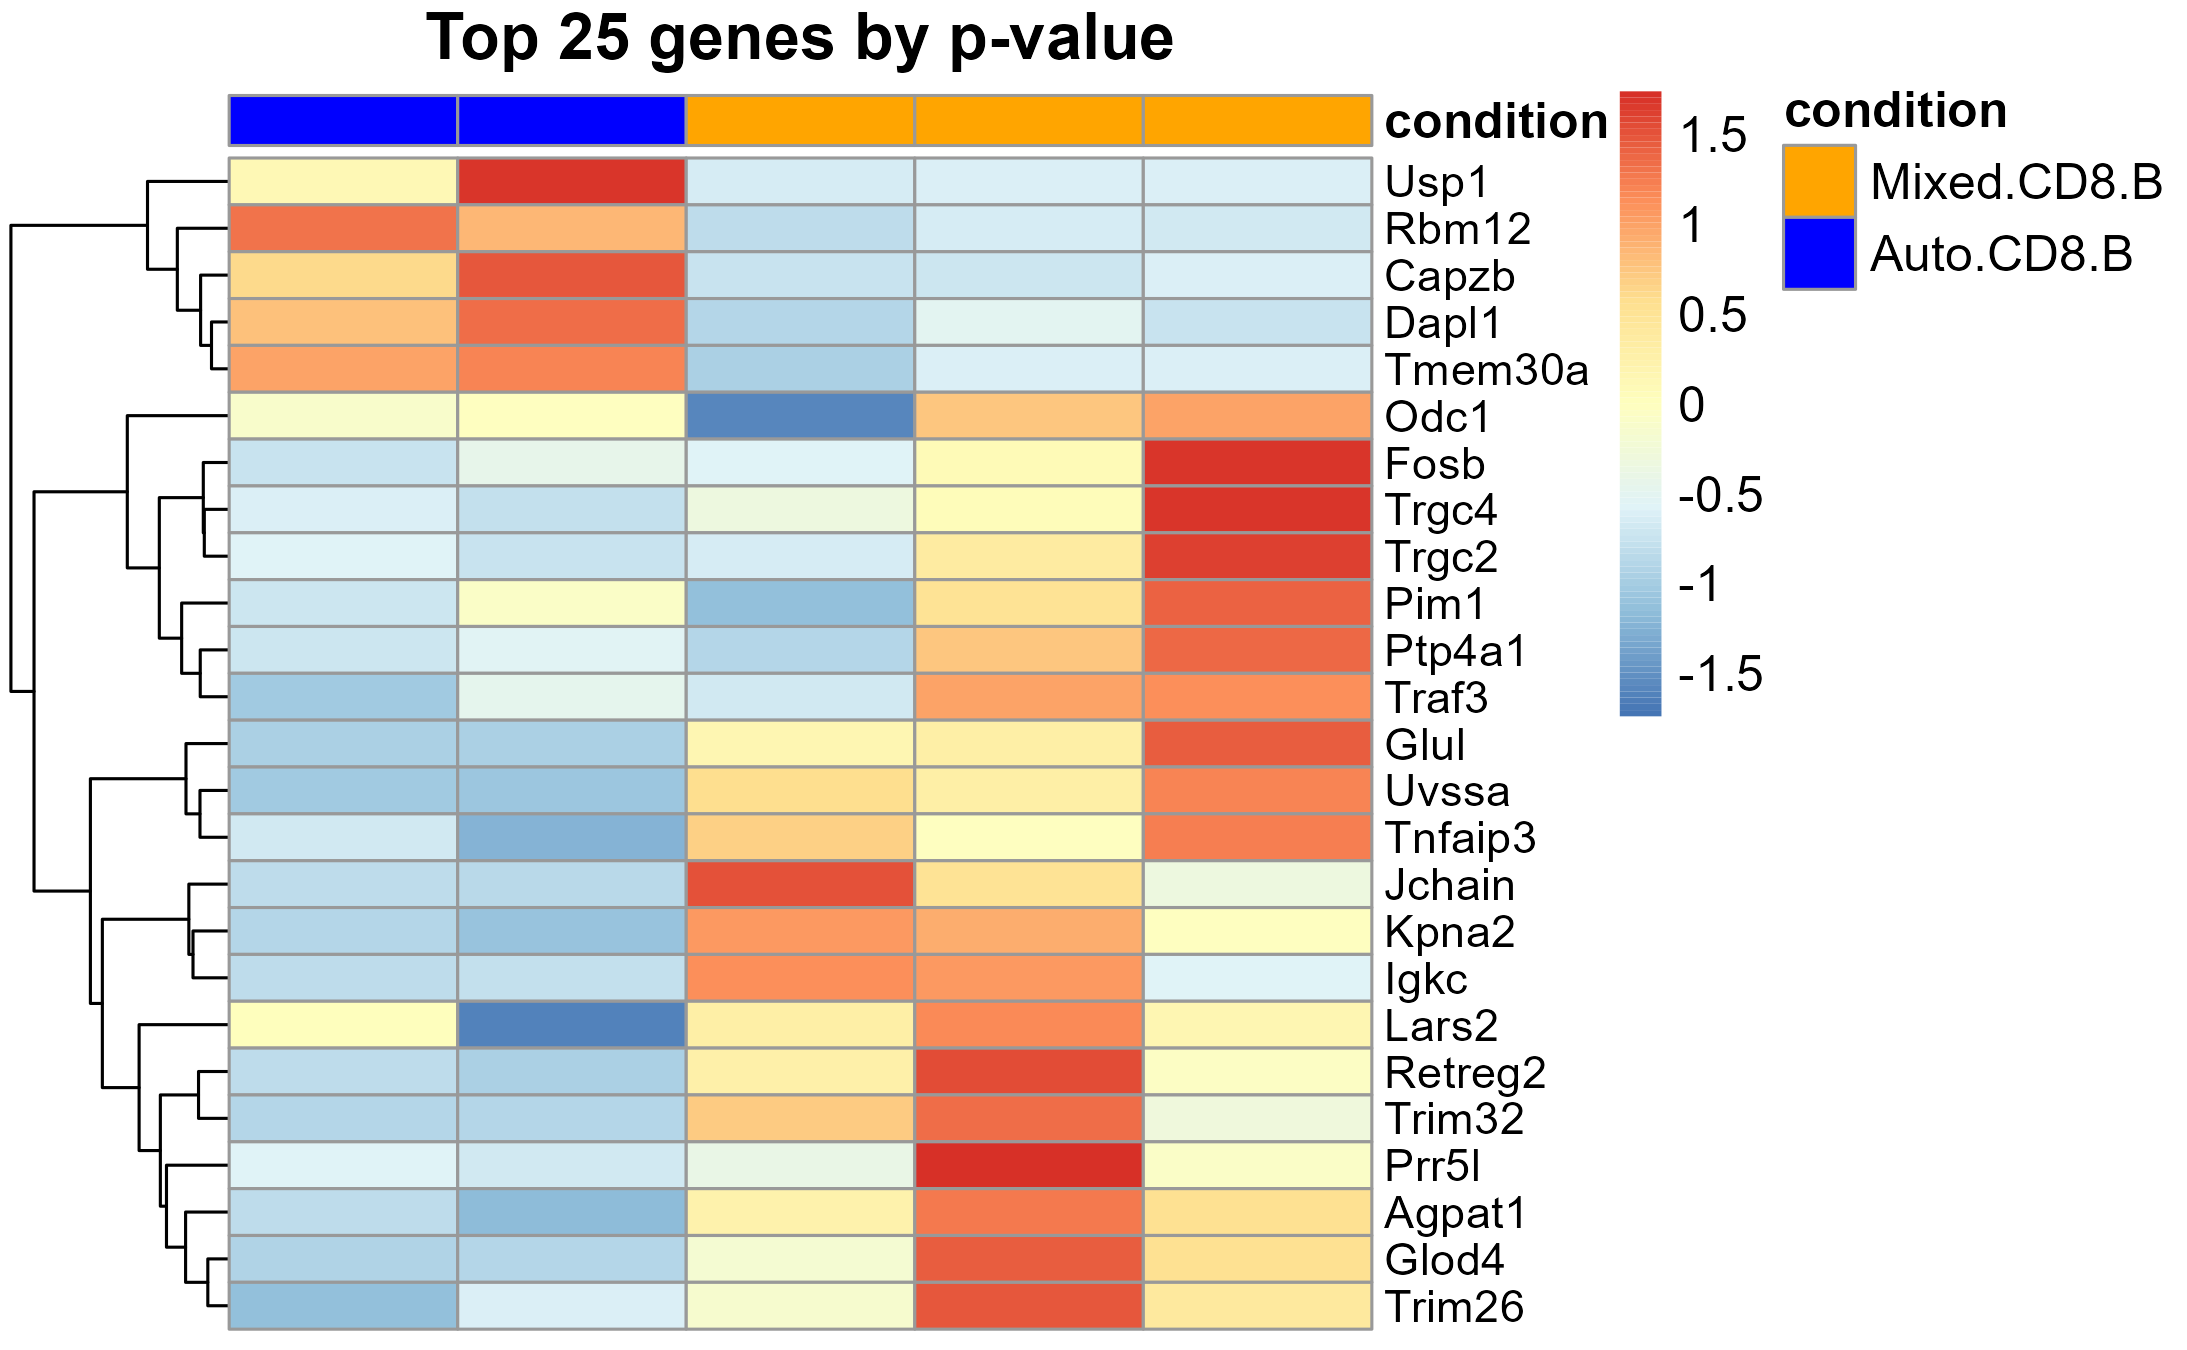 Top 25 genes by p-value
condition
Usp1
Rbm12
Capzb
Dapl1
Tmem30a
Odc1
Fosb
Trgc4
Trgc2
Pim1
Ptp4a1
Traf3
Glul
Uvssa
Tnfaip3
Jchain
Kpna2
Igkc
Lars2
Retreg2
Trim32
Prr5l
Agpat1
Glod4
Trim26
1.5
1
0.5
0
-0.5
-1
-1.5
condition
Mixed.CD8.B
Auto.CD8.B